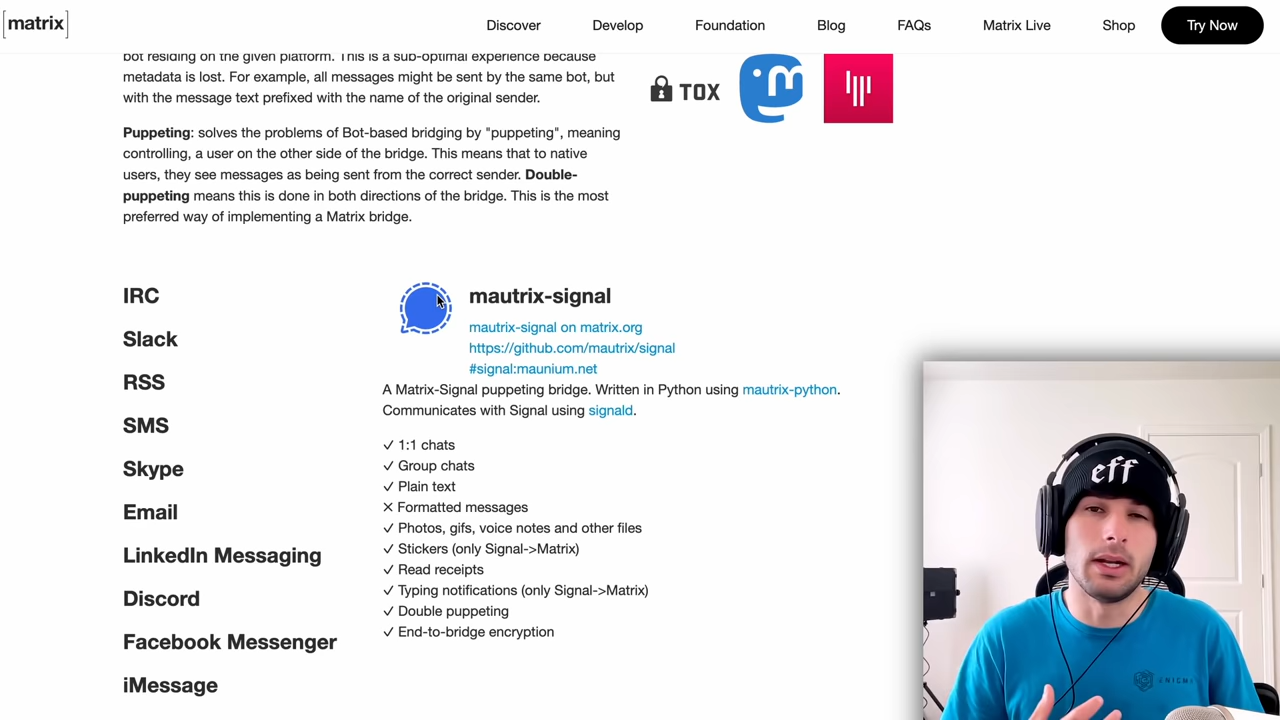 [matrix]
Discover
Develop
Foundation
Blog
FAQs
Matrix Live
Shop
Try Now
bot residing on the given platform. This is a sub-optimal experience because
metadata is lost. For example, all messages might be sent by the same bot, but
with the message text prefixed with the name of the original sender.
TOX
Puppeting: solves the problems of Bot-based bridging by "puppeting", meaning
controlling, a user on the other side of the bridge. This means that to native
users, they see messages as being sent from the correct sender. Double-
puppeting means this is done in both directions of the bridge. This is the most
preferred way of implementing a Matrix bridge.
IRC
Slack
RSS
SMS
Skype
Email
LinkedIn Messaging
Discord
Facebook Messenger
iMessage
mautrix-signal
mautrix-signal on matrix.org
https://github.com/mautrix/signal
#signal:maunium.net
A Matrix-Signal puppeting bridge. Written in Python using mautrix-python.
Communicates with Signal using signald.
✓ 1:1 chats
✓ Group chats
✓ Plain text
✕ Formatted messages
✓ Photos, gifs, voice notes and other files
✓ Stickers (only Signal->Matrix)
✓ Read receipts
✓ Typing notifications (only Signal->Matrix)
✓ Double puppeting
✓ End-to-bridge encryption
eff